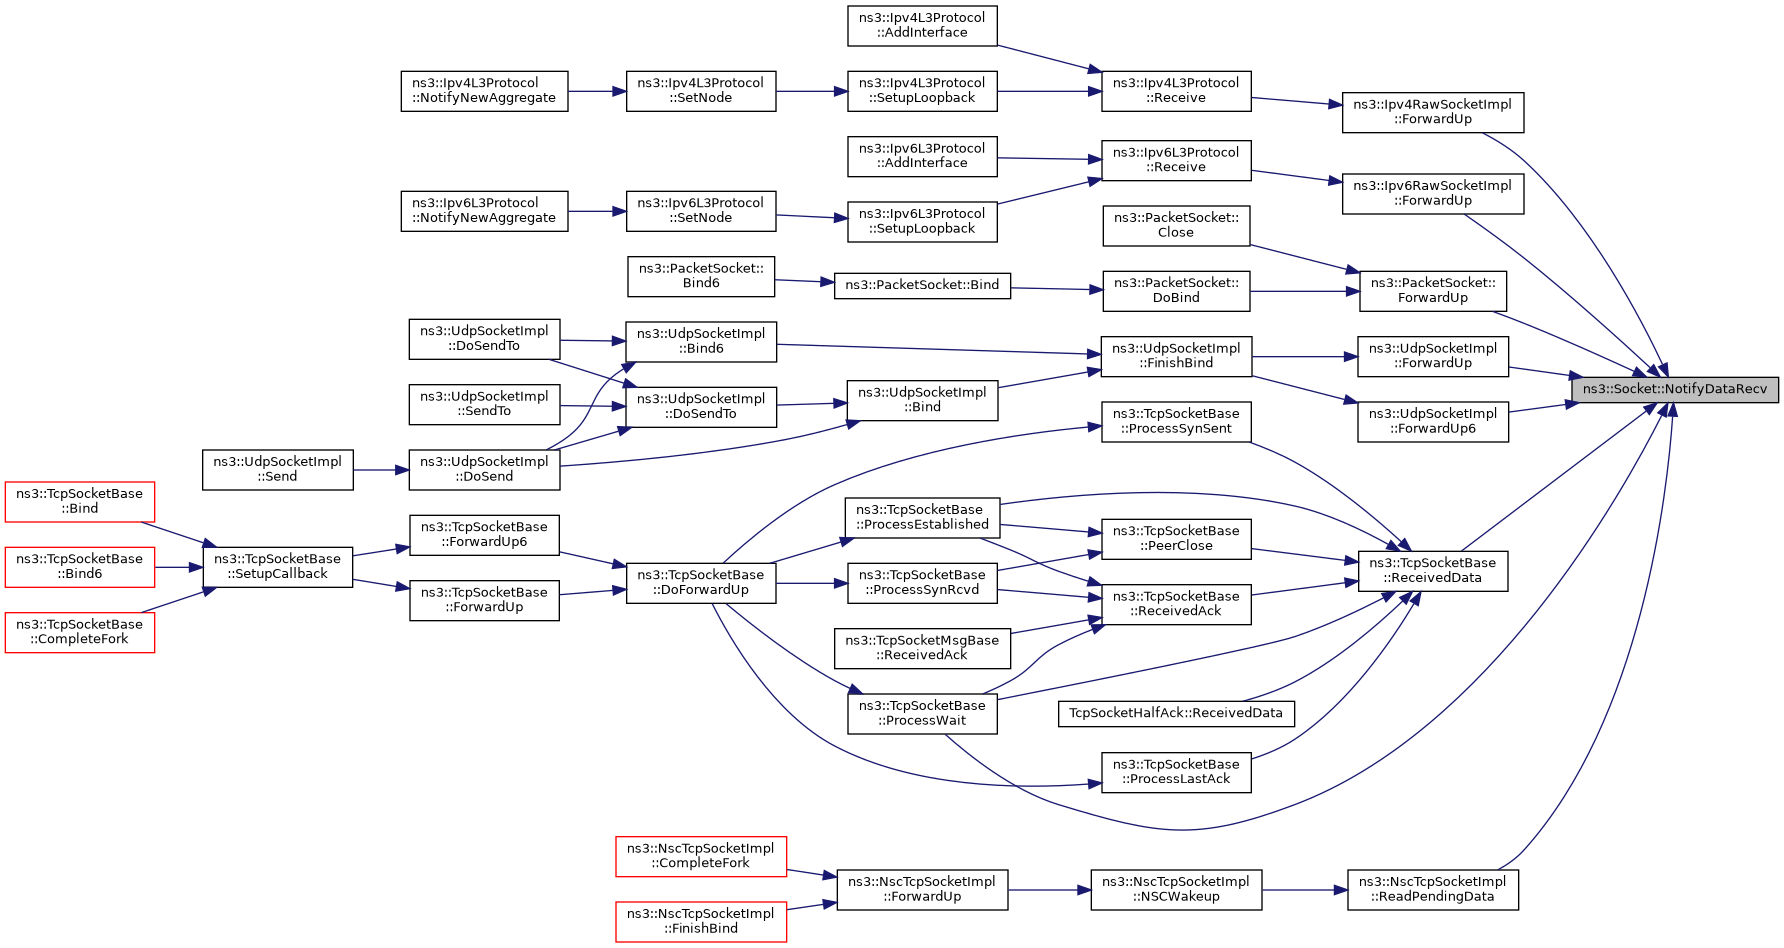 ns3::Ipv4L3Protocol
::AddInterface
ns3::Ipv4L3Protocol
::NotifyNewAggregate
ns3::Ipv4L3Protocol
::SetNode
ns3::Ipv4L3Protocol
::SetupLoopback
ns3::Ipv4L3Protocol
::Receive
ns3::Ipv4RawSocketImpl
::ForwardUp
ns3::Ipv6L3Protocol
::AddInterface
ns3::Ipv6L3Protocol
::Receive
ns3::Ipv6RawSocketImpl
::ForwardUp
ns3::Ipv6L3Protocol
::NotifyNewAggregate
ns3::Ipv6L3Protocol
::SetNode
ns3::Ipv6L3Protocol
::SetupLoopback
ns3::PacketSocket::
Close
ns3::PacketSocket::
Bind6
ns3::PacketSocket::Bind
ns3::PacketSocket::
DoBind
ns3::PacketSocket::
ForwardUp
ns3::UdpSocketImpl
::DoSendTo
ns3::UdpSocketImpl
::Bind6
ns3::UdpSocketImpl
::FinishBind
ns3::UdpSocketImpl
::ForwardUp
ns3::Socket::NotifyDataRecv
ns3::UdpSocketImpl
::SendTo
ns3::UdpSocketImpl
::DoSendTo
ns3::UdpSocketImpl
::Bind
ns3::TcpSocketBase
::ProcessSynSent
ns3::UdpSocketImpl
::ForwardUp6
ns3::UdpSocketImpl
::Send
ns3::UdpSocketImpl
::DoSend
ns3::TcpSocketBase
::Bind
ns3::TcpSocketBase
::ForwardUp6
ns3::TcpSocketBase
::ProcessEstablished
ns3::TcpSocketBase
::PeerClose
ns3::TcpSocketBase
::Bind6
ns3::TcpSocketBase
::SetupCallback
ns3::TcpSocketBase
::DoForwardUp
ns3::TcpSocketBase
::ProcessSynRcvd
ns3::TcpSocketBase
::ReceivedData
ns3::TcpSocketBase
::ForwardUp
ns3::TcpSocketBase
::ReceivedAck
ns3::TcpSocketBase
::CompleteFork
ns3::TcpSocketMsgBase
::ReceivedAck
ns3::TcpSocketBase
::ProcessWait
TcpSocketHalfAck::ReceivedData
ns3::TcpSocketBase
::ProcessLastAck
ns3::NscTcpSocketImpl
::CompleteFork
ns3::NscTcpSocketImpl
::ForwardUp
ns3::NscTcpSocketImpl
::NSCWakeup
ns3::NscTcpSocketImpl
::ReadPendingData
ns3::NscTcpSocketImpl
::FinishBind